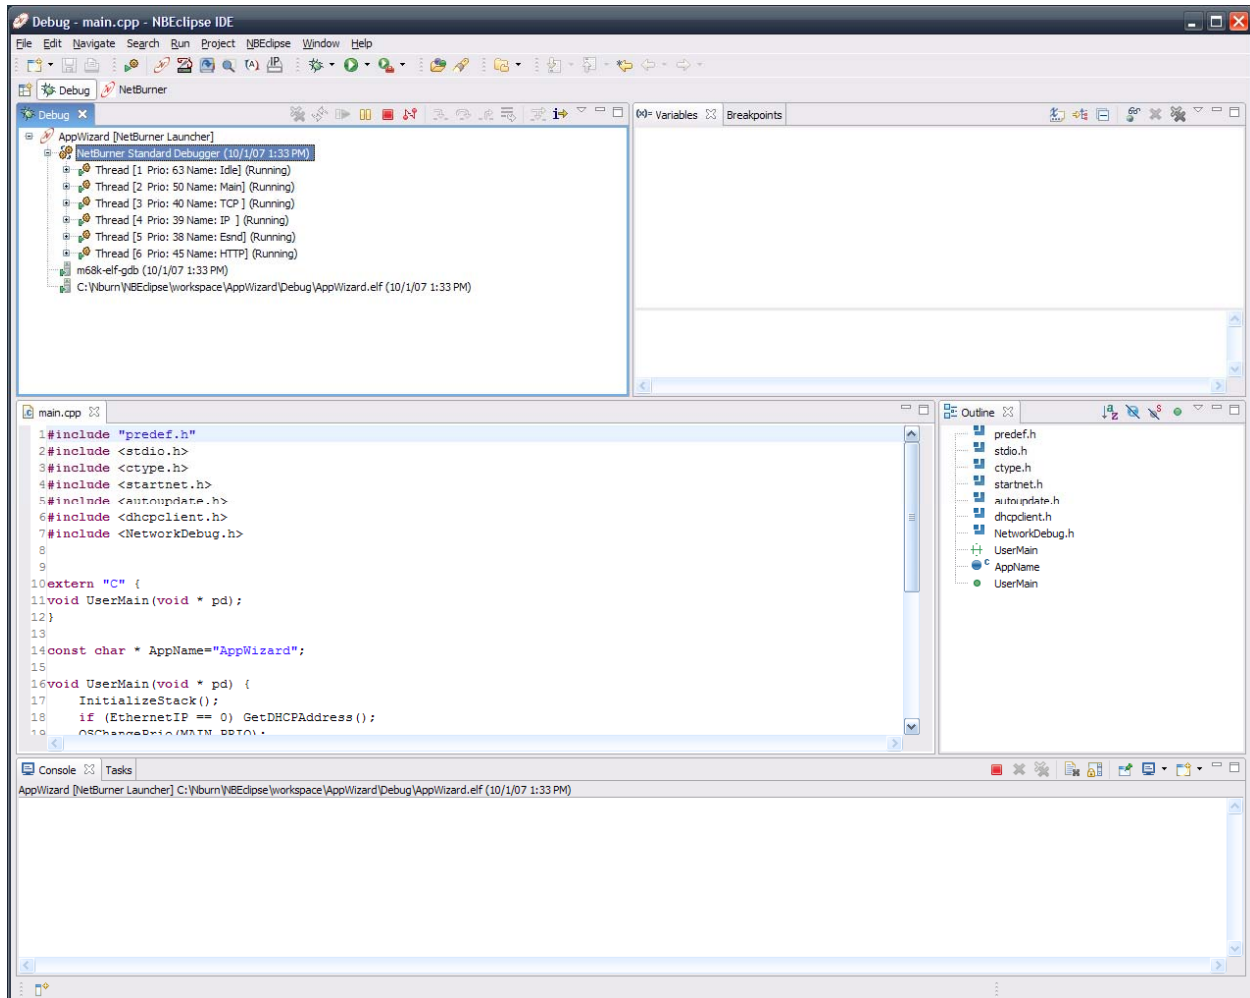 Debug - main.cpp - NBEclipse IDE
File Edit Navigate Search Run Project NBEclipse Window Help
Debug NetBurner
Debug
AppWizard [NetBurner Launcher]
NetBurner Standard Debugger (10/1/07 1:33 PM)
Thread [1 Prio: 63 Name: Idle] (Running)
Thread [2 Prio: 50 Name: Main] (Running)
Thread [3 Prio: 40 Name: TCP ] (Running)
Thread [4 Prio: 39 Name: IP ] (Running)
Thread [5 Prio: 38 Name: Esnd] (Running)
Thread [6 Prio: 45 Name: HTTP] (Running)
m68k-elf-gdb (10/1/07 1:33 PM)
C:\Nburn\NBEclipse\workspace\AppWizard\Debug\AppWizard.elf (10/1/07 1:33 PM)
(x)= Variables Breakpoints
main.cpp
1#include "predef.h"
2#include <stdio.h>
3#include <ctype.h>
4#include <startnet.h>
5#include <autoupdate.h>
6#include <dhcpclient.h>
7#include <NetworkDebug.h>
8
9
10extern "C" {
11void UserMain(void * pd);
12}
13
14const char * AppName="AppWizard";
15
16void UserMain(void * pd) {
17    InitializeStack();
18    if (EthernetIP == 0) GetDHCPAddress();
19    OSChangePrio(MAIN_PRIO);
Outline
predef.h
stdio.h
ctype.h
startnet.h
autoupdate.h
dhcpclient.h
NetworkDebug.h
UserMain
AppName
UserMain
Console Tasks
AppWizard [NetBurner Launcher] C:\Nburn\NBEclipse\workspace\AppWizard\Debug\AppWizard.elf (10/1/07 1:33 PM)